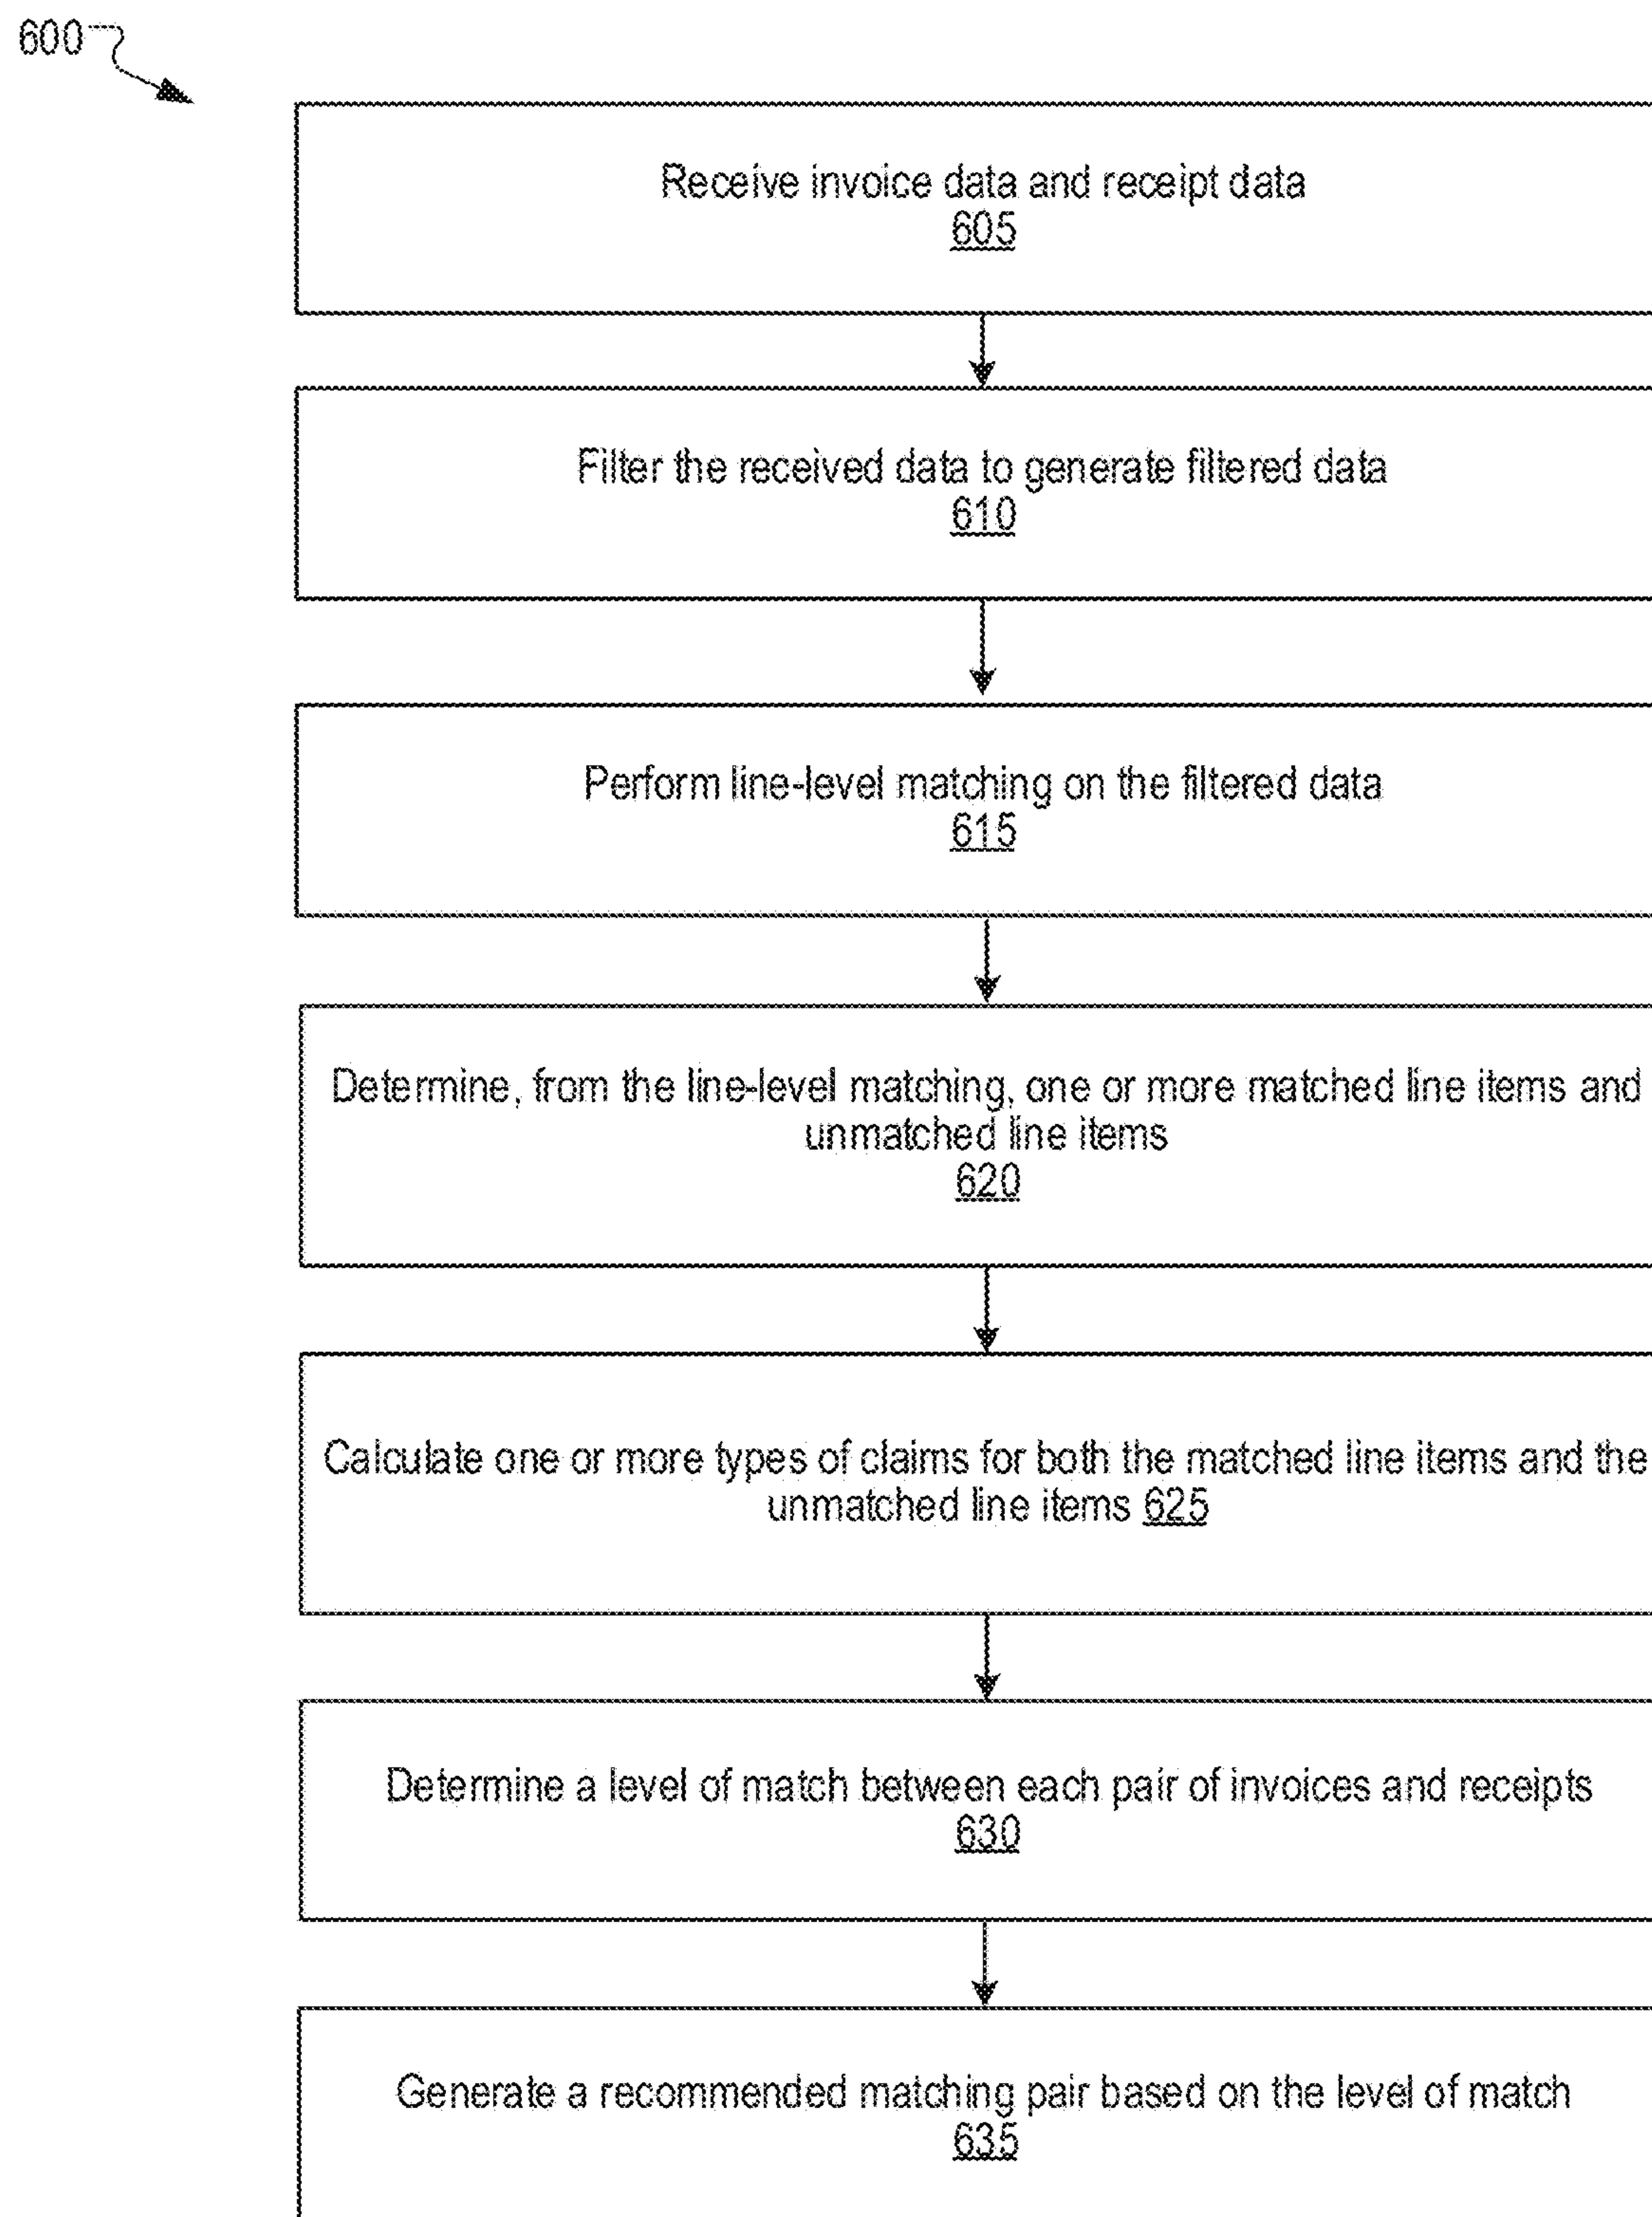 600
Receive invoice data and receipt data
605
Filter the received data to generate filtered data
610
Perform line-level matching on the filtered data
615
Determine, from the line-level matching, one or more matched line items and
unmatched line items
620
Calculate one or more types of claims for both the matched line items and the
unmatched line items 625
Determine a level of match between each pair of invoices and receipts
630
Generate a recommended matching pair based on the level of match
635